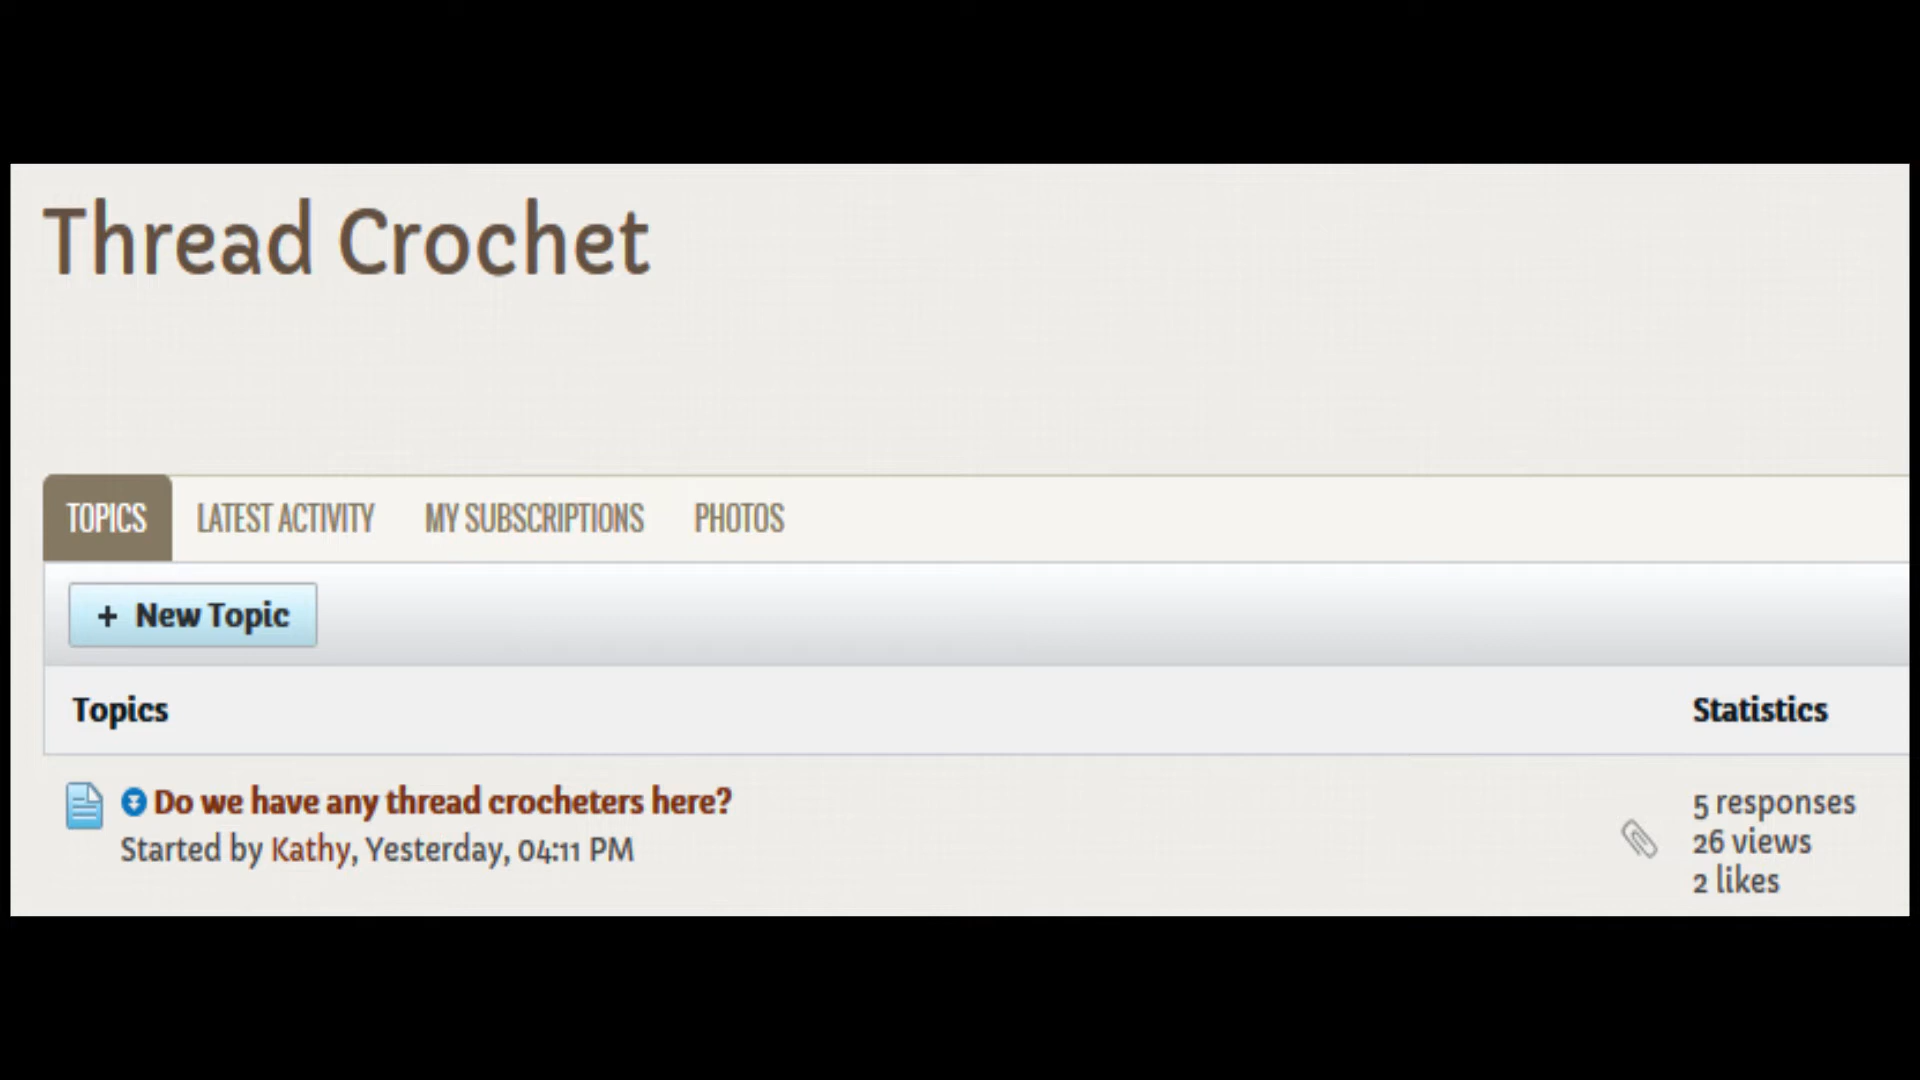 Thread Crochet
TOPICS LATEST ACTIVITY MY SUBSCRIPTIONS PHOTOS
+ New Topic
Topics Statistics
Do we have any thread crocheters here?
Started by Kathy, Yesterday, 04:11 PM
5 responses
26 views
2 likes